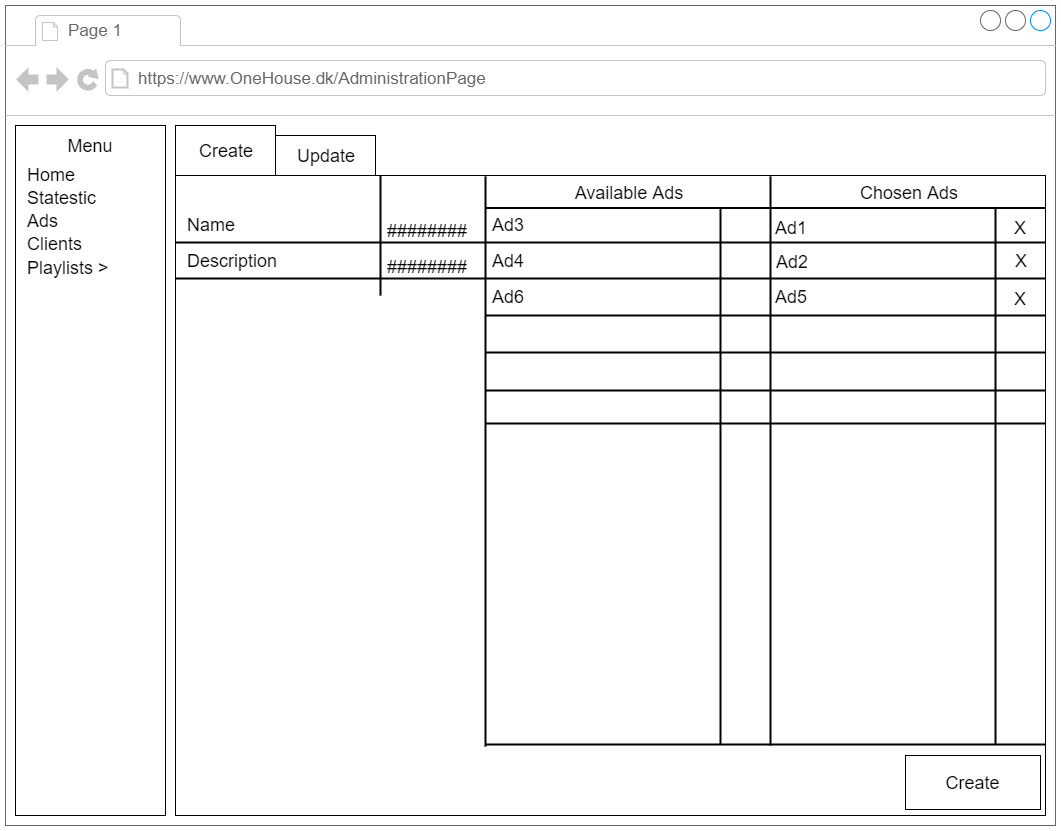 Page 1
https://www.OneHouse.dk/AdministrationPage
Menu
Home
Statestic
Ads
Clients
Playlists >
Create
Update
Name
########
Description
########
Available Ads
Chosen Ads
Ad3
Ad1
X
Ad4
Ad2
X
Ad6
Ad5
X
Create